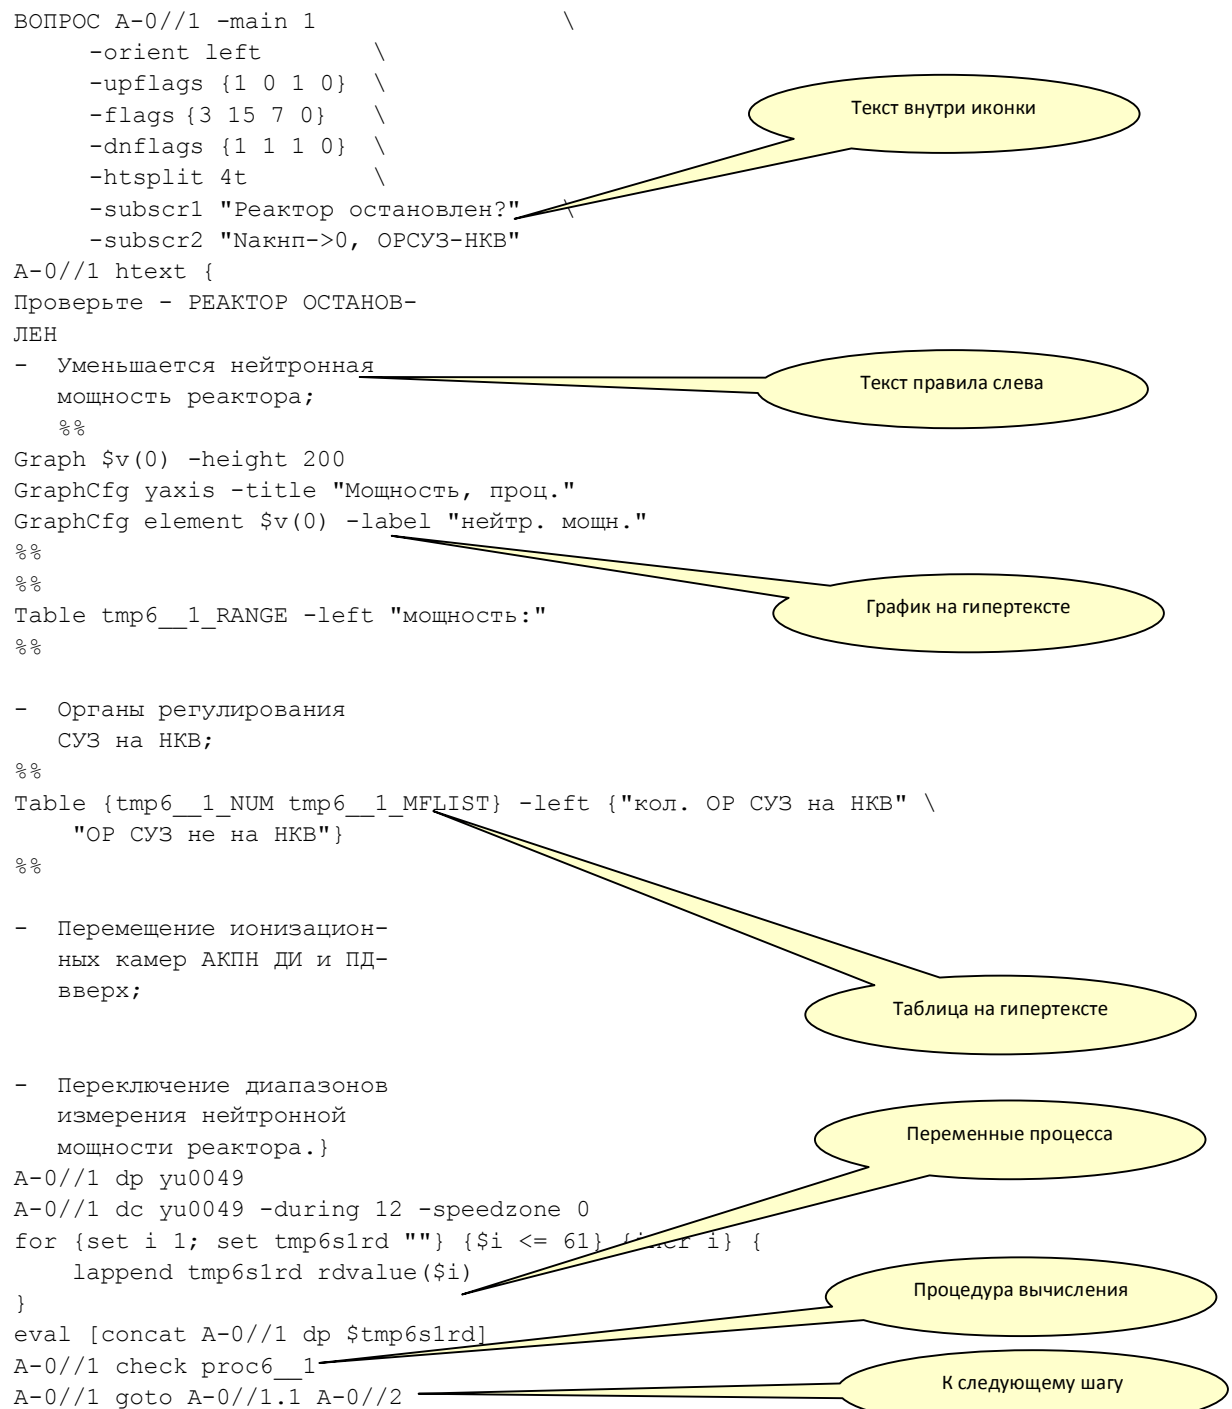 ВОПРОС A-0//1 -main 1 \
-orient left \
-upflags {1 0 1 0} \
-flags {3 15 7 0} \
Текст внутри иконки
-dnflags {1 1 1 0} \
-htsplit 4t \
-subscr1 "Реактор остановлен?" \
-subscr2 "Nакнп->0, ОРСУЗ-НКВ"
A-0//1 htext {
Проверьте - РЕАКТОР ОСТАНОВ-
ЛЕН
- Уменьшается нейтронная
Текст правила слева
мощность реактора;
%%
Graph $v(0) -height 200
GraphCfg yaxis -title "Мощность, проц."
GraphCfg element $v(0) -label "нейтр. мощн."
%%
%%
График на гипертексте
Table tmp6__1_RANGE -left "мощность:"
%%
- Органы регулирования
СУЗ на НКВ;
%%
Table {tmp6__1_NUM tmp6__1_MFLIST} -left {"кол. ОР СУЗ на НКВ" \
"ОР СУЗ не на НКВ"}
%%
- Перемещение ионизацион-
ных камер АКПН ДИ и ПД-
вверх;
Таблица на гипертексте
- Переключение диапазонов
измерения нейтронной
Переменные процесса
мощности реактора.}
A-0//1 dp yu0049
A-0//1 dc yu0049 -during 12 -speedzone 0
for {set i 1; set tmp6s1rd ""} {$i <= 61} {incr i} {
lappend tmp6s1rd rdvalue($i)
Процедура вычисления
}
eval [concat A-0//1 dp $tmp6s1rd]
A-0//1 check proc6__1
К следующему шагу
A-0//1 goto A-0//1.1 A-0//2